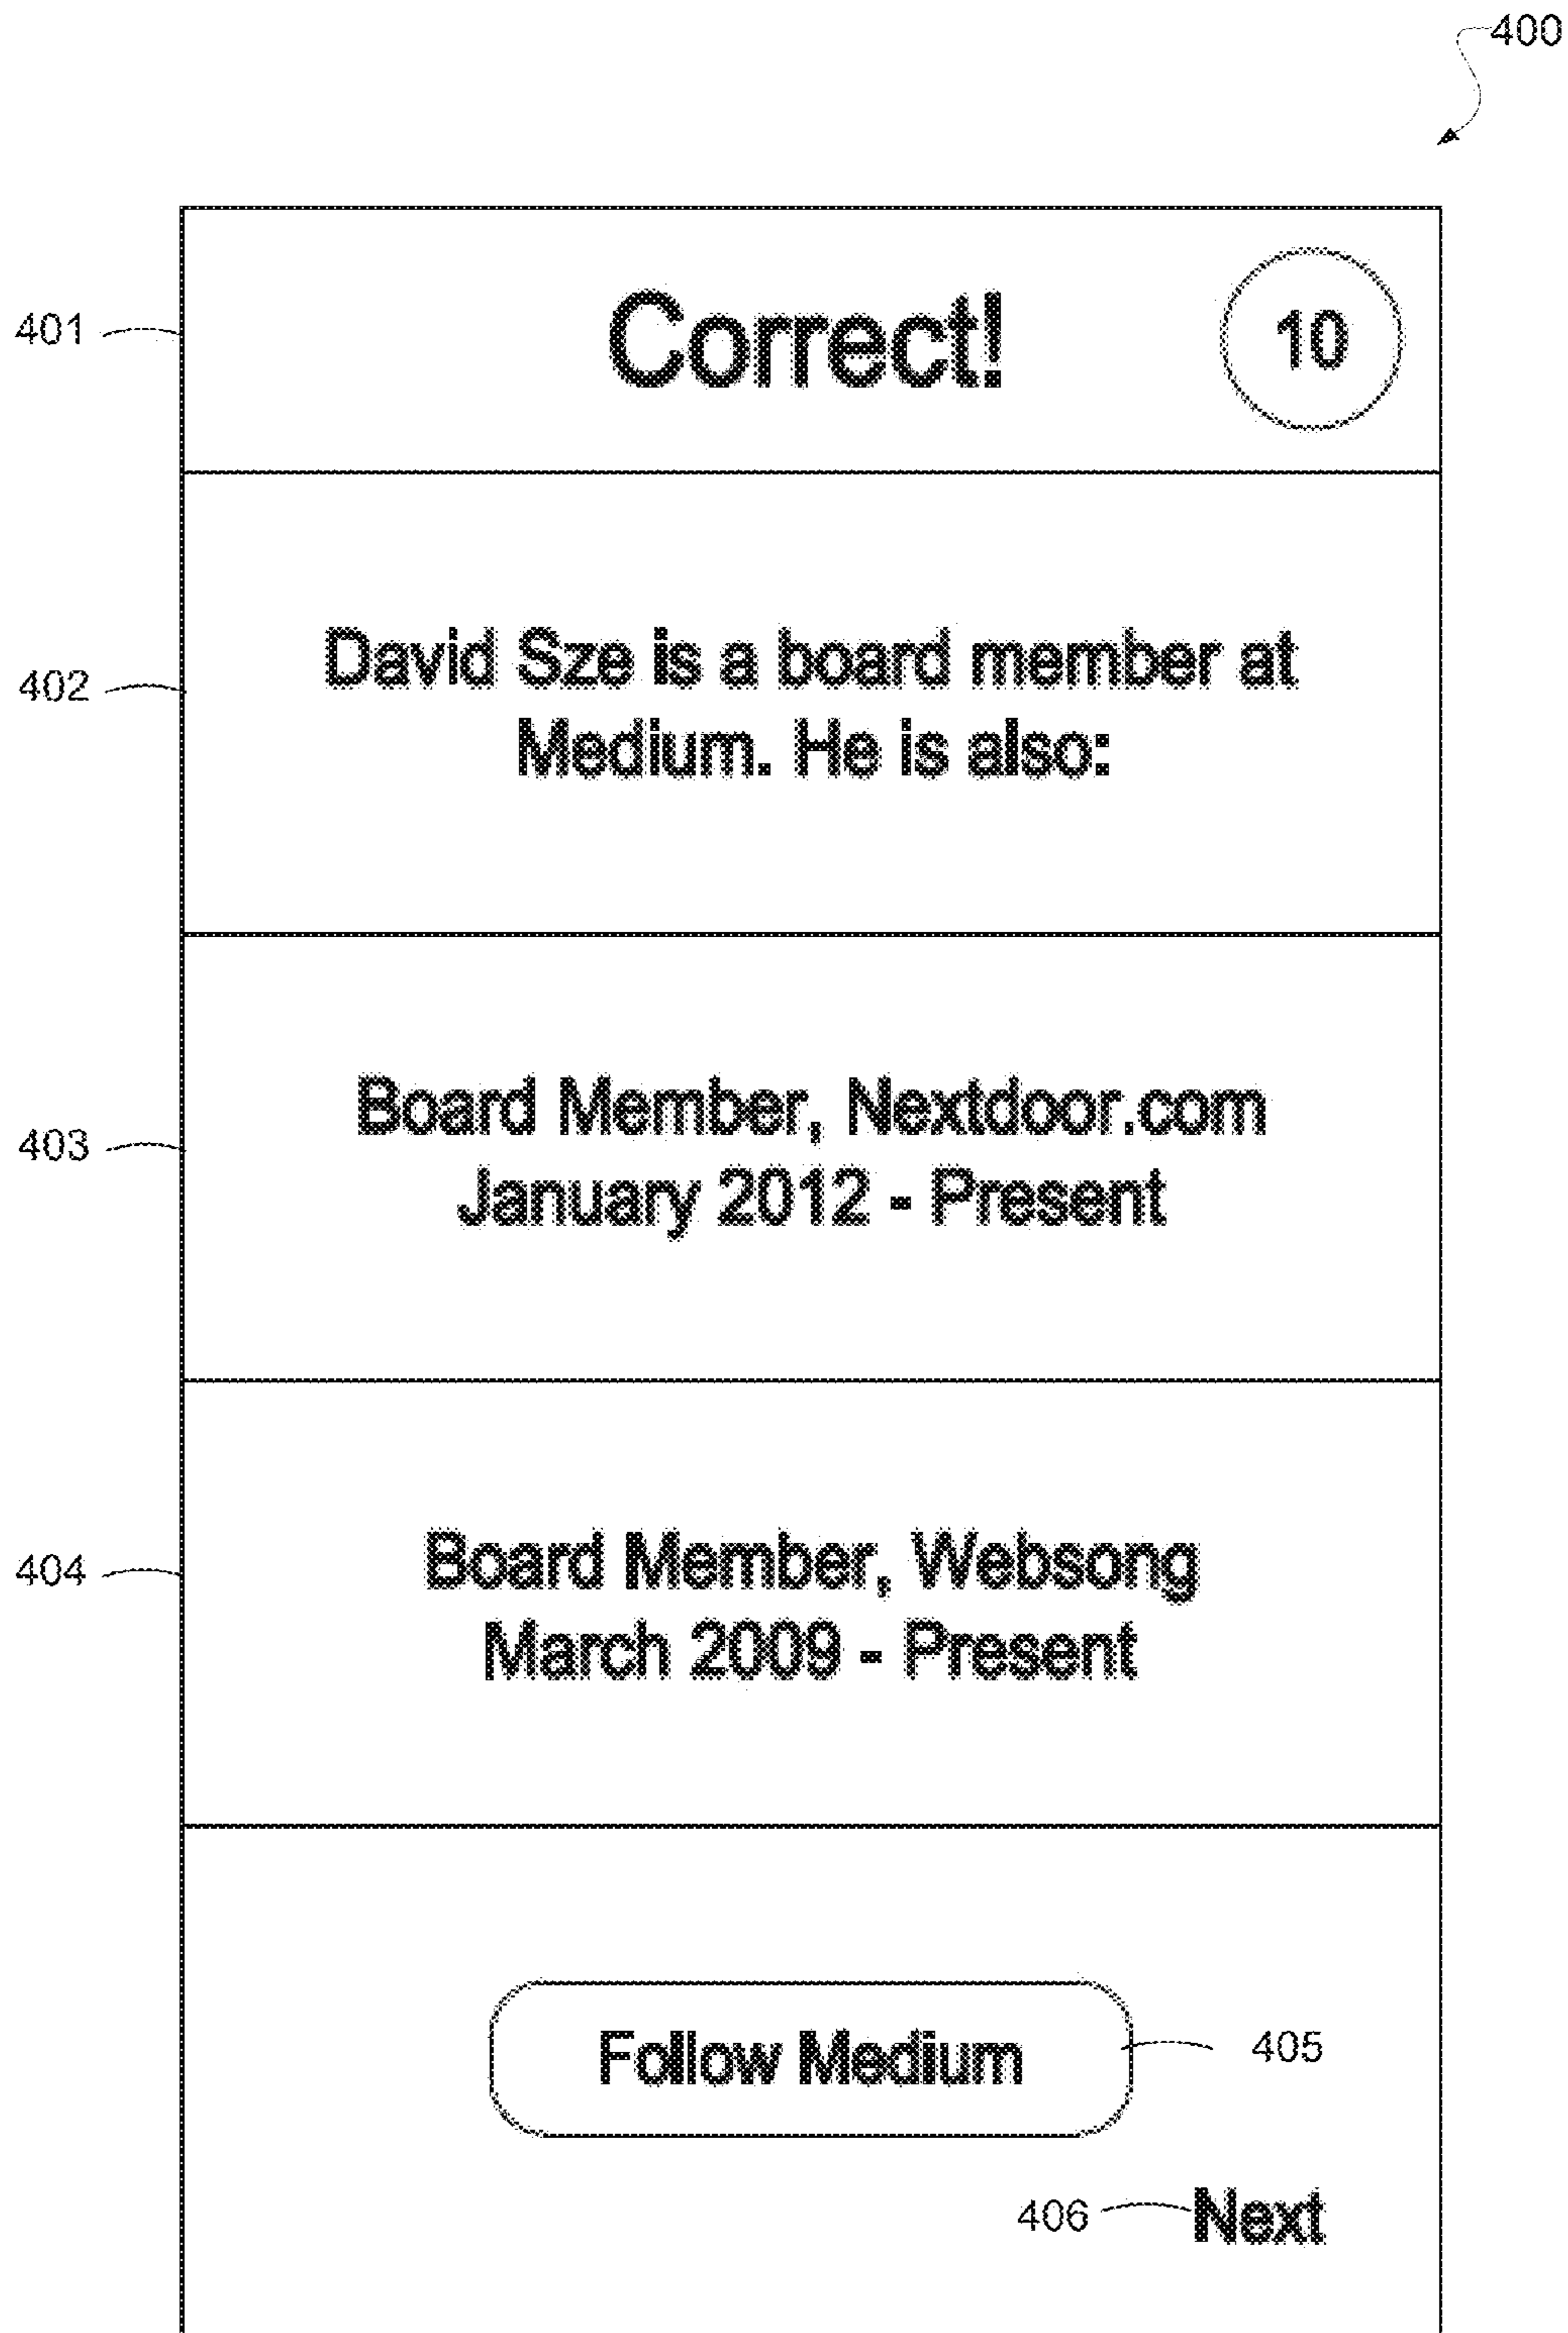 400
401
Correct!
10
402
David Sze is a board member at
Medium. He is also:
403
Board Member, Nextdoor.com
January 2012 - Present
404
Board Member, Websong
March 2009 - Present
Follow Medium
405
406
Next